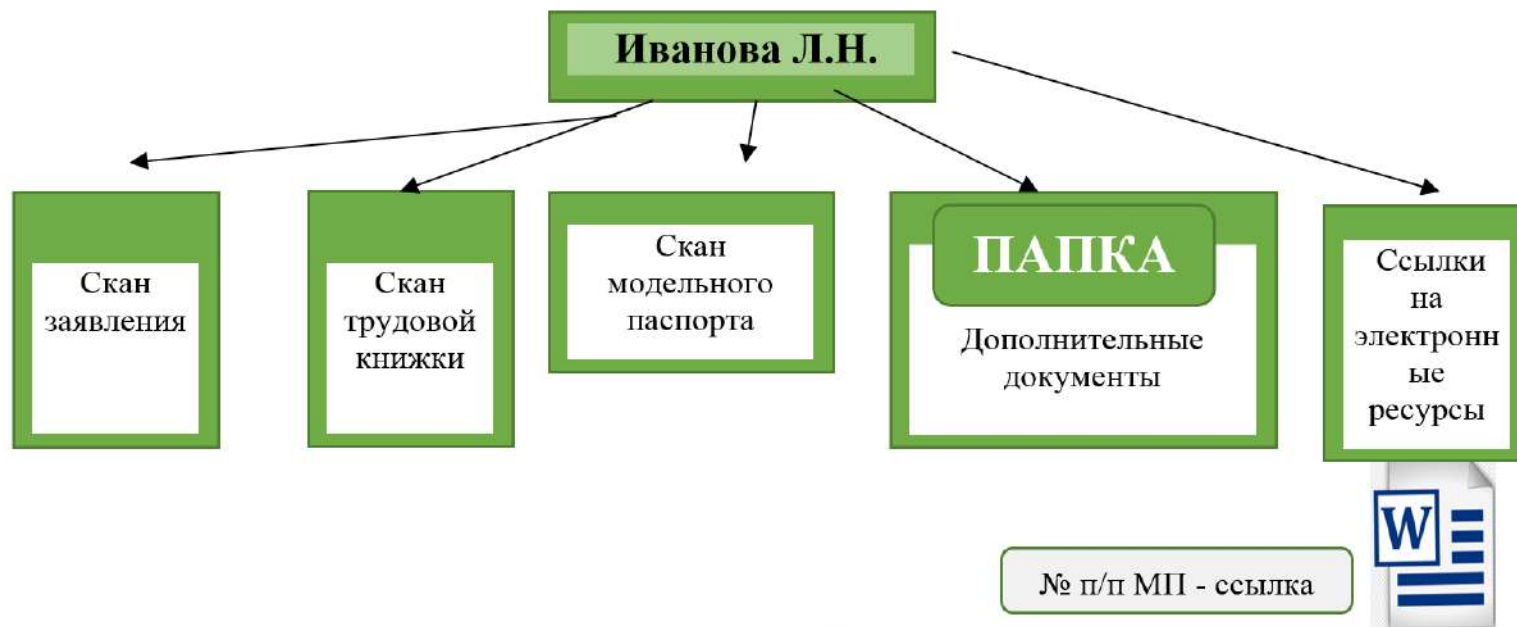 Иванова Л.Н.
Скан
заявления
Скан
трудовой
книжки
Скан
модельного
паспорта
ПАПКА
Дополнительные
документы
Ссылки
на
электронн
ые
ресурсы
W
№ п/п МП - ссылка